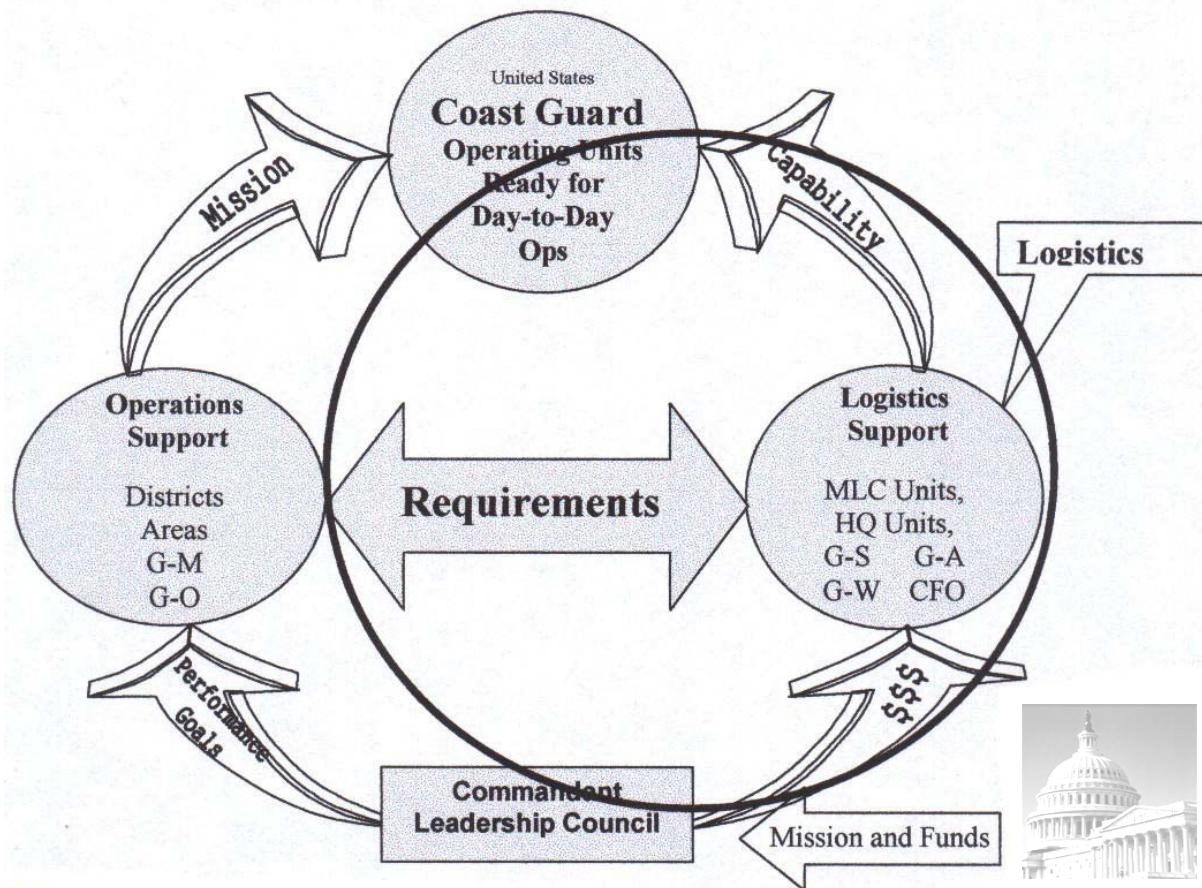 United States
Coast Guard
Operating Units
Ready for
Day-to-Day
Ops
Mission
Capability
Logistics
Operations
Support
Districts
Areas
G-M
G-O
Requirements
Logistics
Support
MLC Units,
HQ Units,
G-S G-A
G-W CFO
Performance
Goals
$$$
Commandant
Leadership Council
Mission and Funds